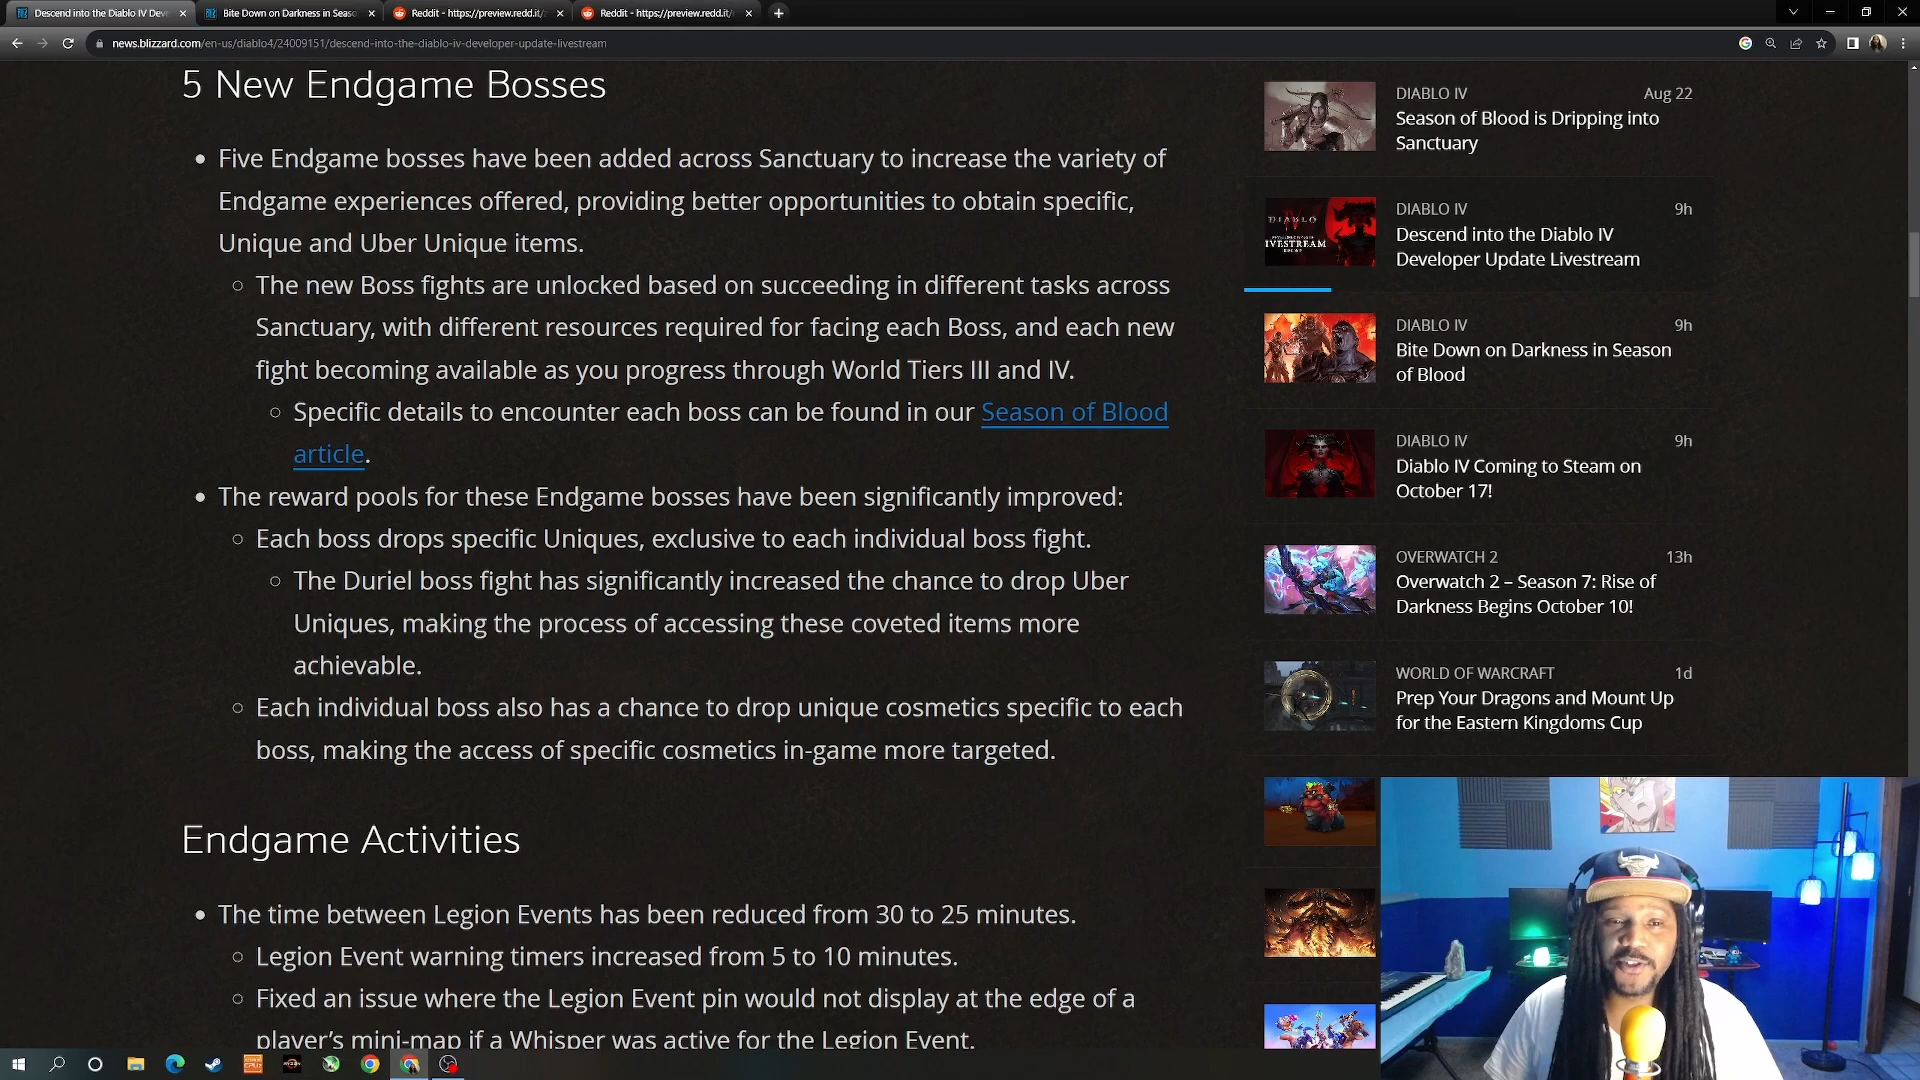 Descend into the Diablo IV Dev
Bite Down on Darkness in Seaso
Reddit - https://preview.redd.it/
Reddit - https://preview.redd.it/
news.blizzard.com/en-us/diablo4/24009151/descend-into-the-diablo-iv-developer-update-livestream
5 New Endgame Bosses
Five Endgame bosses have been added across Sanctuary to increase the variety of
Endgame experiences offered, providing better opportunities to obtain specific,
Unique and Uber Unique items.
The new Boss fights are unlocked based on succeeding in different tasks across
Sanctuary, with different resources required for facing each Boss, and each new
fight becoming available as you progress through World Tiers III and IV.
Specific details to encounter each boss can be found in our Season of Blood
article.
The reward pools for these Endgame bosses have been significantly improved:
Each boss drops specific Uniques, exclusive to each individual boss fight.
The Duriel boss fight has significantly increased the chance to drop Uber
Uniques, making the process of accessing these coveted items more
achievable.
Each individual boss also has a chance to drop unique cosmetics specific to each
boss, making the access of specific cosmetics in-game more targeted.
Endgame Activities
The time between Legion Events has been reduced from 30 to 25 minutes.
Legion Event warning timers increased from 5 to 10 minutes.
Fixed an issue where the Legion Event pin would not display at the edge of a
player's mini-map if a Whisper was active for the Legion Event.
DIABLO IV Aug 22
Season of Blood is Dripping into
Sanctuary
DIABLO
LIVESTREAM
DIABLO IV 9h
Descend into the Diablo IV
Developer Update Livestream
DIABLO IV 9h
Bite Down on Darkness in Season
of Blood
DIABLO IV 9h
Diablo IV Coming to Steam on
October 17!
OVERWATCH 2 13h
Overwatch 2 – Season 7: Rise of
Darkness Begins October 10!
WORLD OF WARCRAFT 1d
Prep Your Dragons and Mount Up
for the Eastern Kingdoms Cup